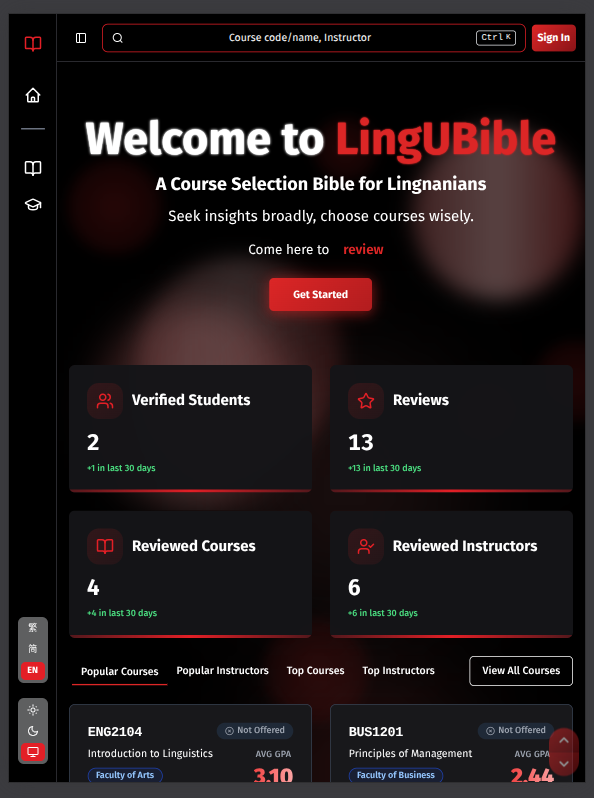 Course code/name, Instructor
Ctrl K
Sign In
Welcome to LingUBible
A Course Selection Bible for Lingnanians
Seek insights broadly, choose courses wisely.
Come here to review
Get Started
Verified Students
2
+1 in last 30 days
Reviews
13
+13 in last 30 days
Reviewed Courses
4
+4 in last 30 days
Reviewed Instructors
6
+6 in last 30 days
繁
简
EN
Popular Courses
Popular Instructors
Top Courses
Top Instructors
View All Courses
ENG2104
Not Offered
Introduction to Linguistics
AVG GPA
Faculty of Arts
3.10
BUS1201
Not Offered
Principles of Management
AVG GPA
Faculty of Business
2.44